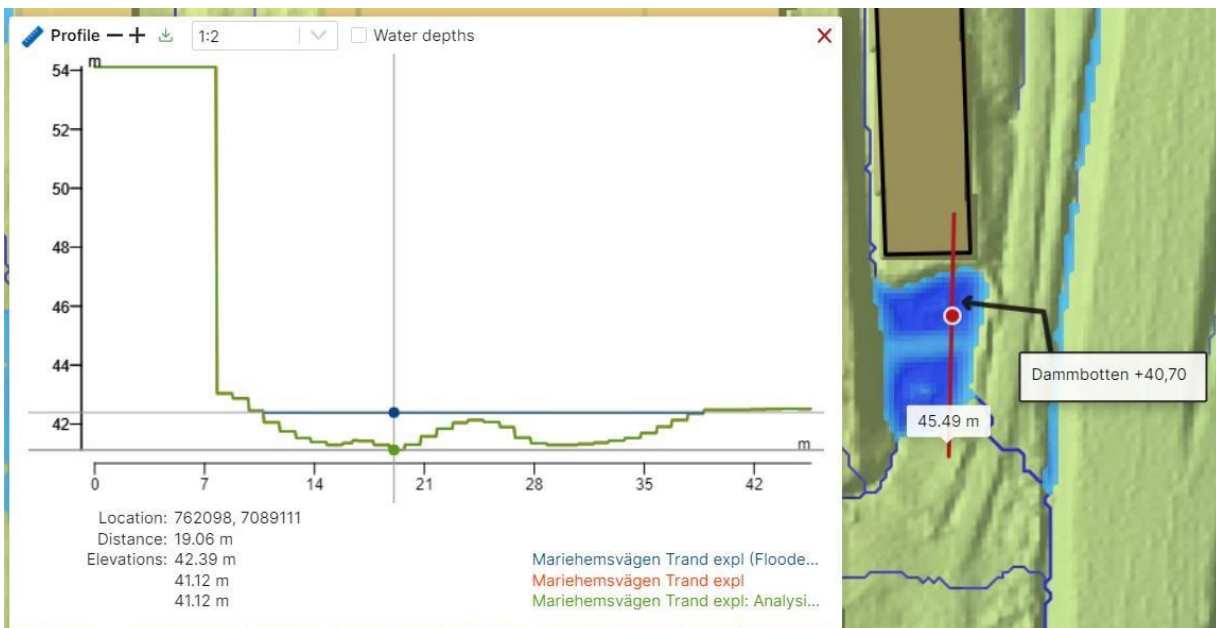 Profile
1:2
Water depths
m
54
52
50
48
46
44
42
m
0 7 14 21 28 35 42
Location: 762098, 7089111
Distance: 19.06 m
Elevations: 42.39 m Mariehemsvägen Trand expl (Floode...
41.12 m Mariehemsvägen Trand expl
41.12 m Mariehemsvägen Trand expl: Analysi...
Dammbotten +40,70
45.49 m